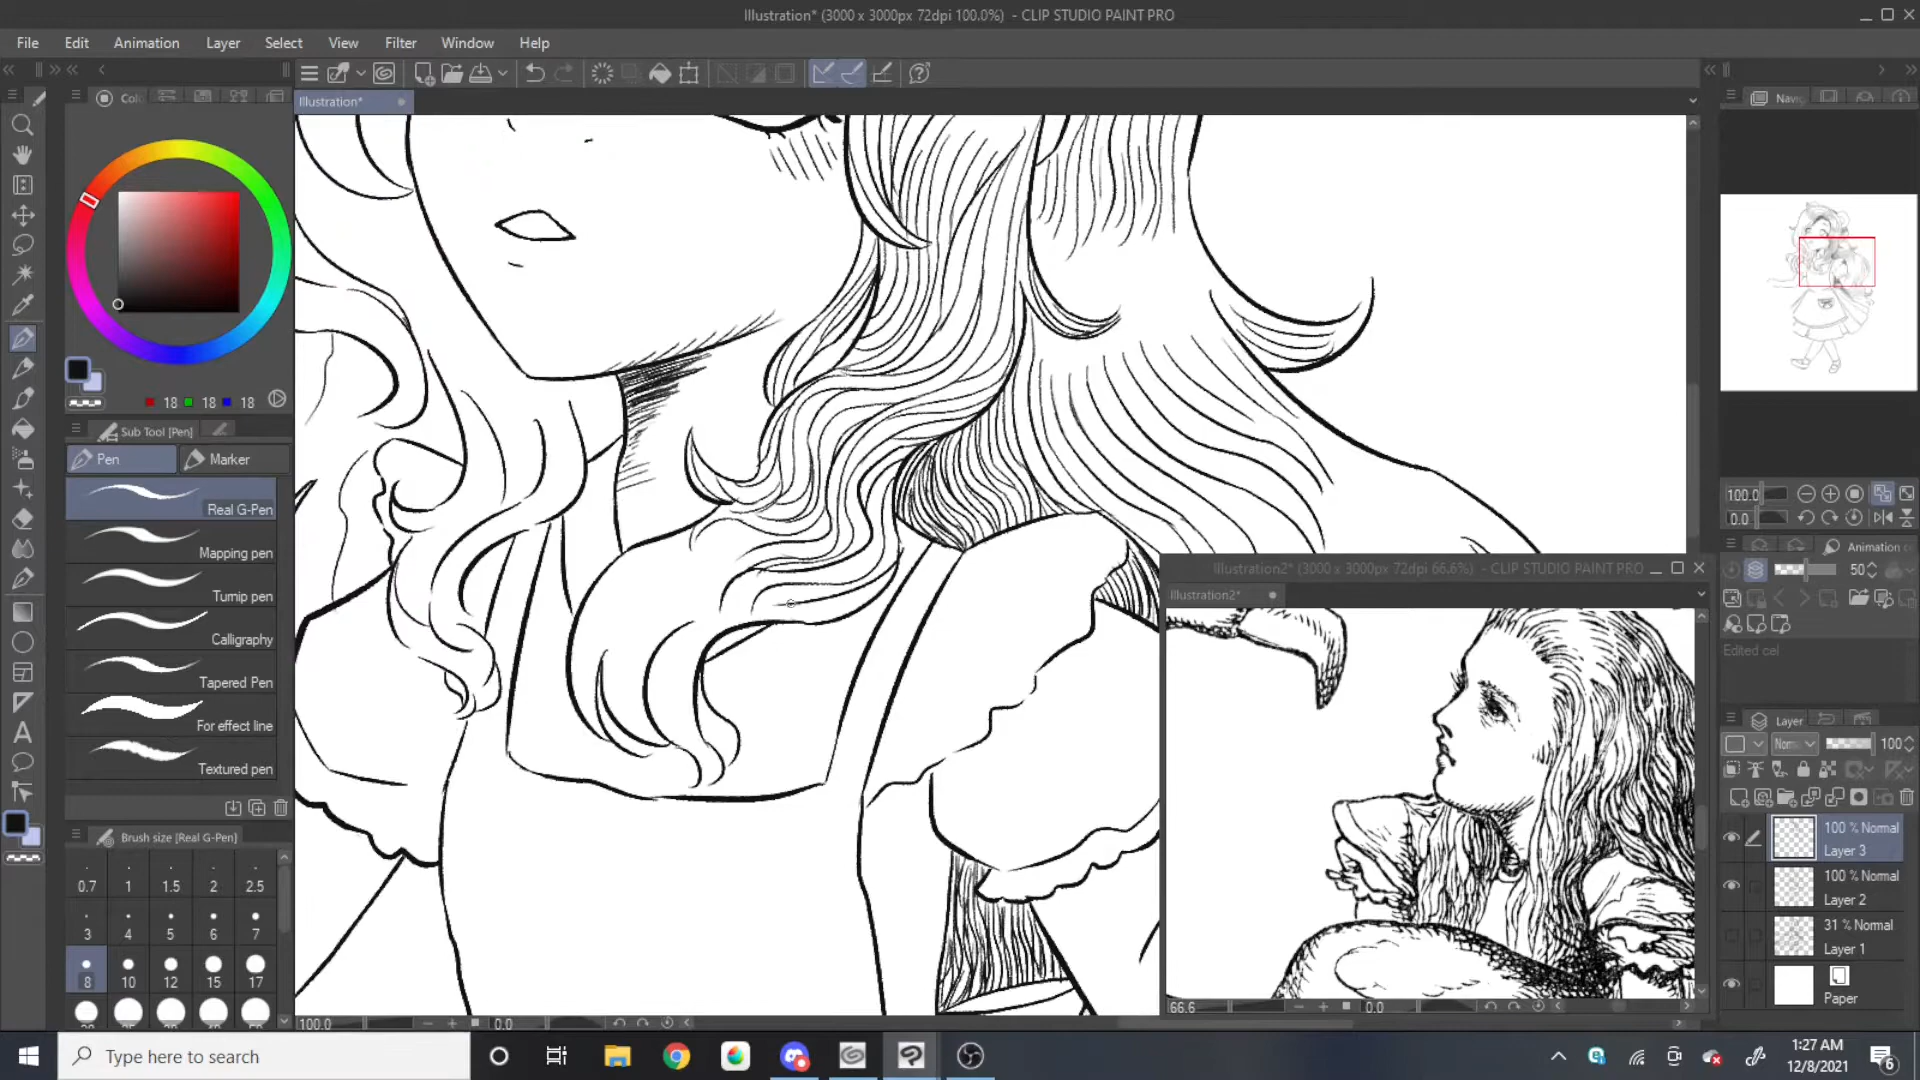 Illustration* (3000 x 3000px 72dpi 100.0%) - CLIP STUDIO PAINT PRO
File Edit Animation Layer Select View Filter Window Help
Illustration*
18 18 18
Sub Tool [Pen]
Pen Marker
Real G-Pen
Mapping pen
Turnip pen
Calligraphy
Tapered Pen
For effect line
Textured pen
Brush size [Real G-Pen]
0.7 1 1.5 2 2.5
3 4 5 6 7
8 10 12 15 17
100.0 0.0
Illustration2* (3000 x 3000px 72dpi 66.6%) - CLIP STUDIO PAINT PRO
Illustration2*
66.6 0.0
100.0
0.0
50
Edited cel
Layer
100
100 % Normal
Layer 3
100 % Normal
Layer 2
31 % Normal
Layer 1
Paper
Type here to search
1:27 AM
12/8/2021
6